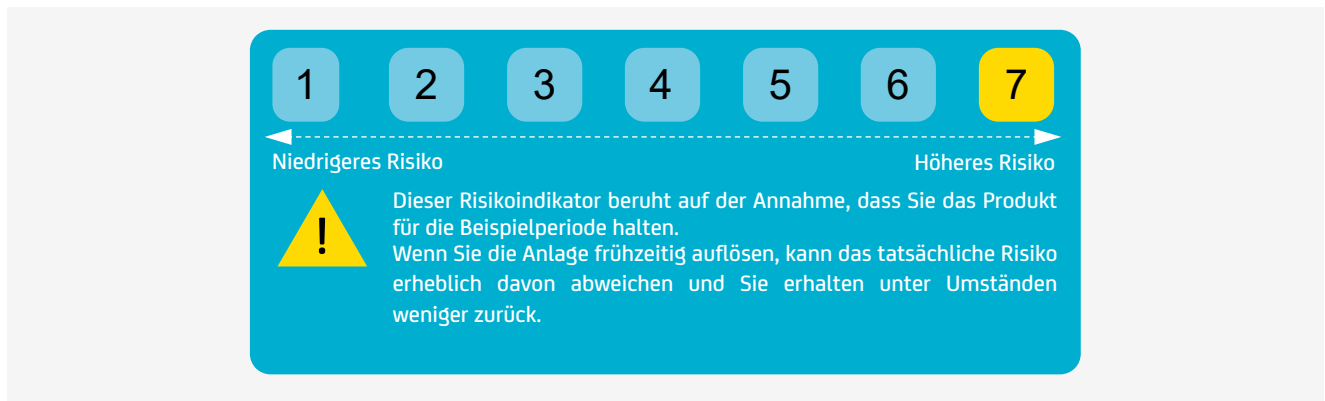 1 2 3 4 5 6 7
Niedrigeres Risiko Höheres Risiko
!
Dieser Risikoindikator beruht auf der Annahme, dass Sie das Produkt
für die Beispielperiode halten.
Wenn Sie die Anlage frühzeitig auflösen, kann das tatsächliche Risiko
erheblich davon abweichen und Sie erhalten unter Umständen
weniger zurück.